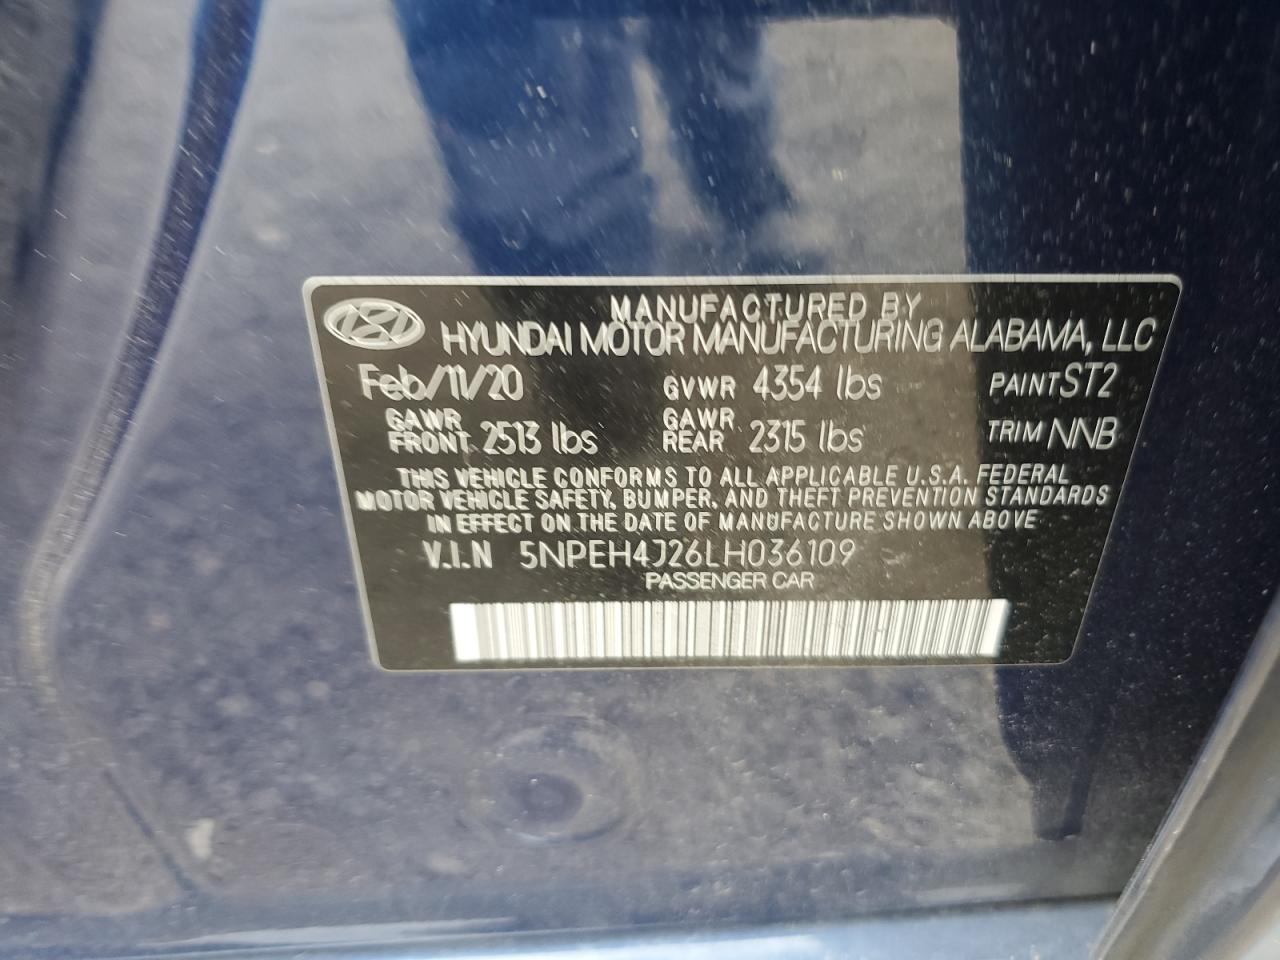 MANUFACTURED BY
HYUNDAI MOTOR MANUFACTURING ALABAMA, LLC
Feb/11/20 GVWR 4354 lbs PAINT ST2
GAWR FRONT 2513 lbs GAWR REAR 2315 lbs TRIM NNB
THIS VEHICLE CONFORMS TO ALL APPLICABLE U.S.A. FEDERAL
MOTOR VEHICLE SAFETY, BUMPER, AND THEFT PREVENTION STANDARDS
IN EFFECT ON THE DATE OF MANUFACTURE SHOWN ABOVE
V.I.N 5NPEH4J26LH036109
PASSENGER CAR